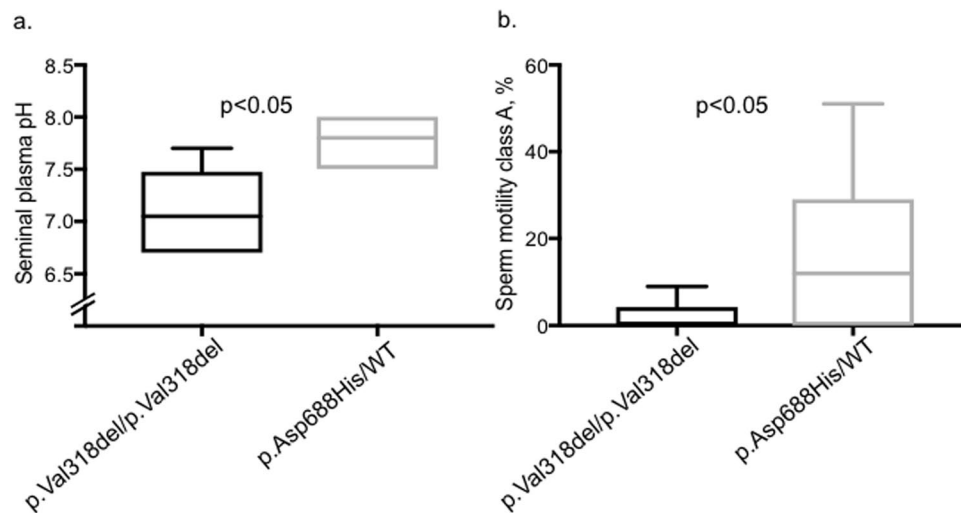 a.
Seminal plasma pH
8.5
8.0
7.5
7.0
6.5
p<0.05
p.Val318del/p.Val318del
p.Asp688His/WT
b.
Sperm motility class A, %
60
40
20
0
p<0.05
p.Val318del/p.Val318del
p.Asp688His/WT